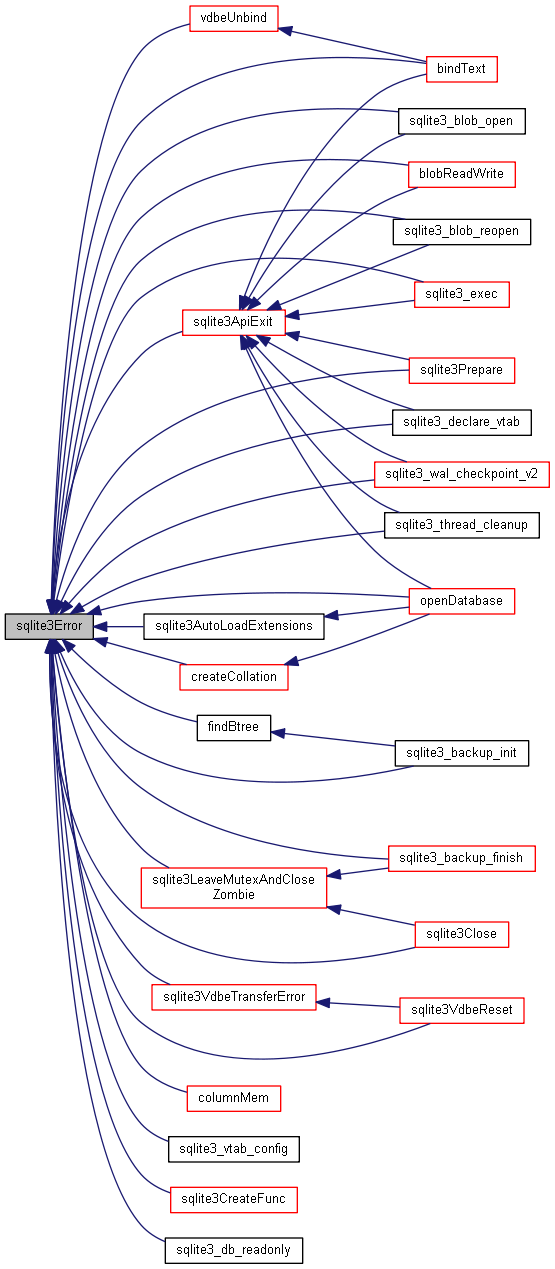 vdbeUnbind
bindText
sqlite3_blob_open
blobReadWrite
sqlite3_blob_reopen
sqlite3_exec
sqlite3ApiExit
sqlite3Prepare
sqlite3_declare_vtab
sqlite3_wal_checkpoint_v2
sqlite3_thread_cleanup
openDatabase
sqlite3Error
sqlite3AutoLoadExtensions
createCollation
findBtree
sqlite3_backup_init
sqlite3_backup_finish
sqlite3LeaveMutexAndClose
Zombie
sqlite3Close
sqlite3VdbeTransferError
sqlite3VdbeReset
columnMem
sqlite3_vtab_config
sqlite3CreateFunc
sqlite3_db_readonly